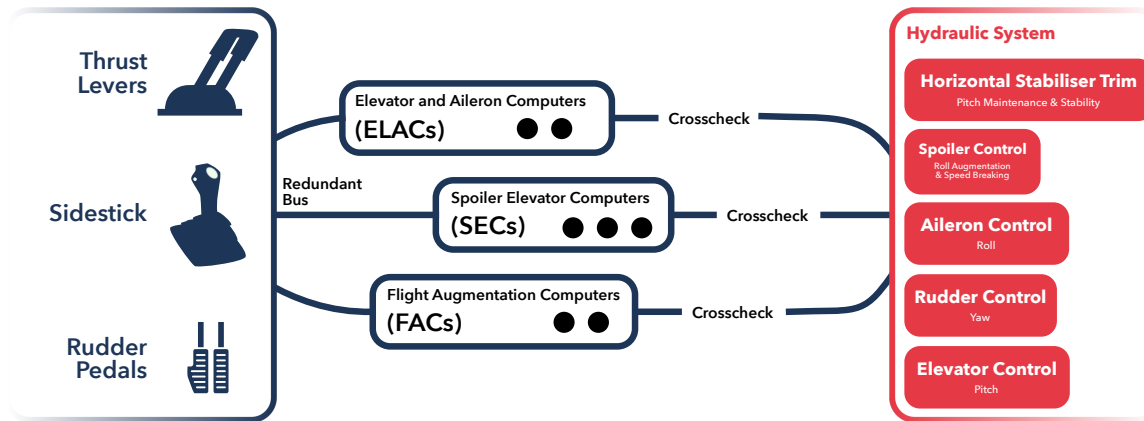 Thrust
Levers
Sidestick
Rudder
Pedals
Redundant
Bus
Elevator and Aileron Computers
(ELACs)
Crosscheck
Spoiler Elevator Computers
(SECs)
Crosscheck
Flight Augmentation Computers
(FACs)
Crosscheck
Hydraulic System
Horizontal Stabiliser Trim
Pitch Maintenance & Stability
Spoiler Control
Roll Augmentation
& Speed Breaking
Aileron Control
Roll
Rudder Control
Yaw
Elevator Control
Pitch